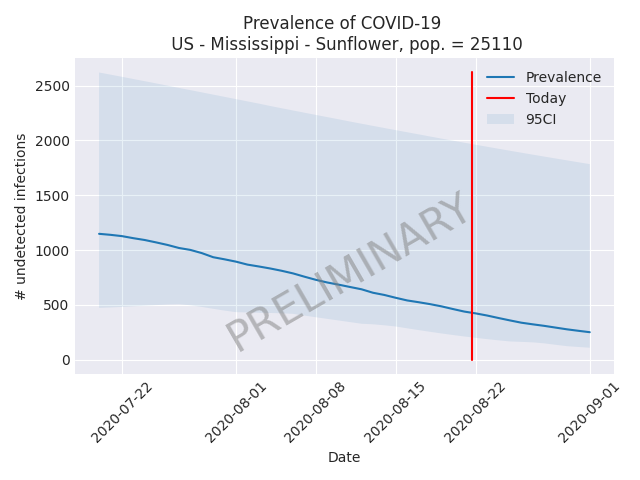 Prevalence of COVID-19
US - Mississippi - Sunflower, pop. = 25110
Prevalence
Today
95CI
PRELIMINARY
# undetected infections
2500
2000
1500
1000
500
0
2020-07-22
2020-08-01
2020-08-08
2020-08-15
2020-08-22
2020-09-01
Date